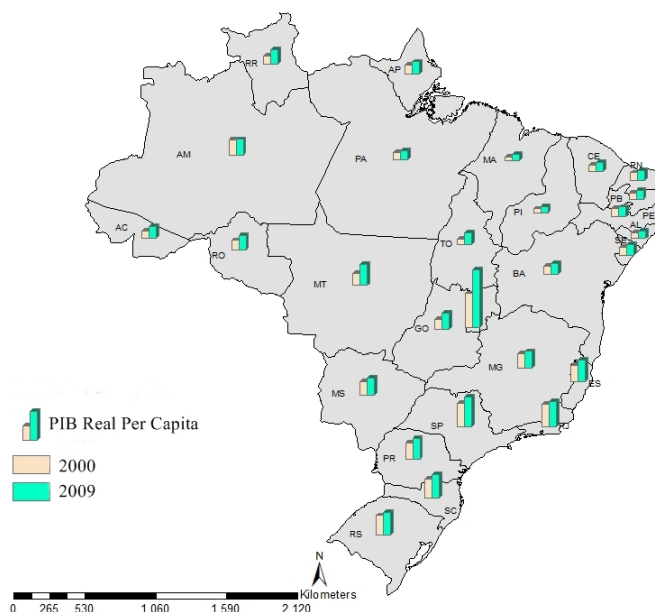 RR
AP
AM
PA
MA
CE
RN
PB
PI
PE
AC
AL
TO
SE
RO
BA
MT
GO
MG
ES
MS
SP
RJ
PIB Real Per Capita
PR
2000
2009
SC
RS
N
Kilometers
0 265 530 1.060 1.590 2.120